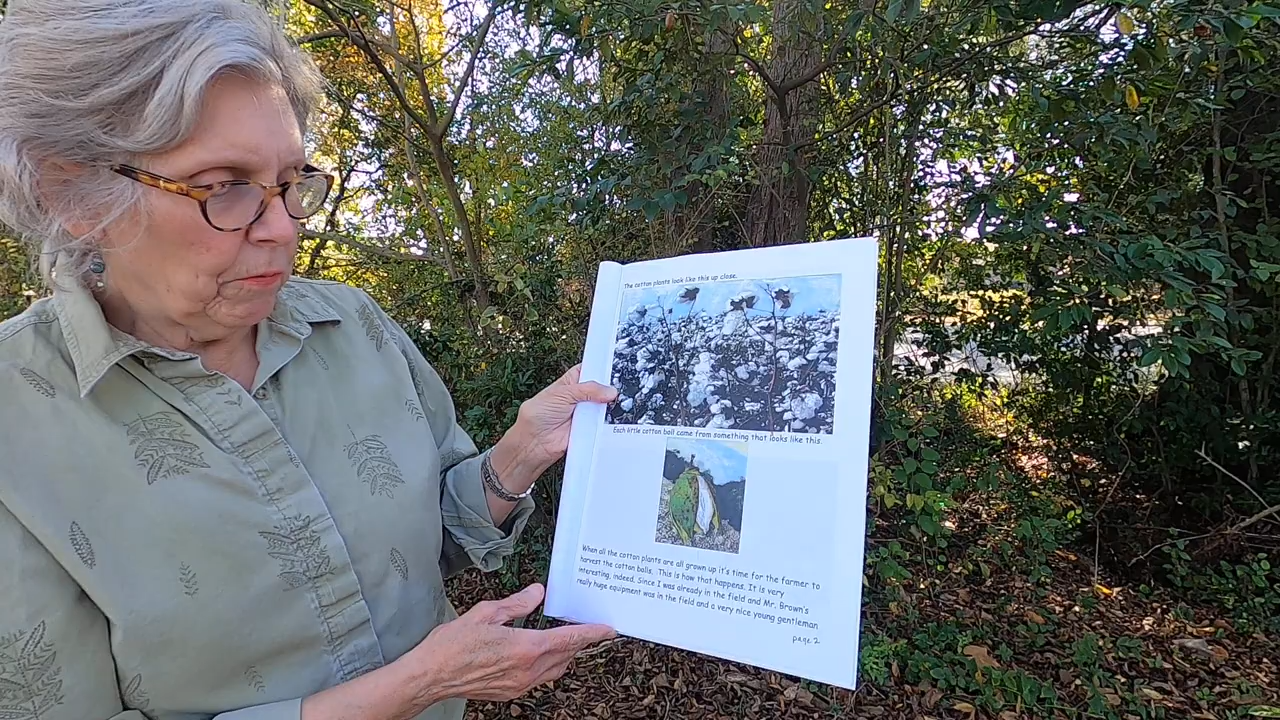 The cotton plants look like this up close.
Each little cotton boll came from something that looks like this.
When all the cotton plants are all grown up it's time for the farmer to
harvest the cotton bolls. This is how that happens. It is very
interesting, indeed. Since I was already in the field and Mr. Brown's
really huge equipment was in the field and a very nice young gentleman
page 2